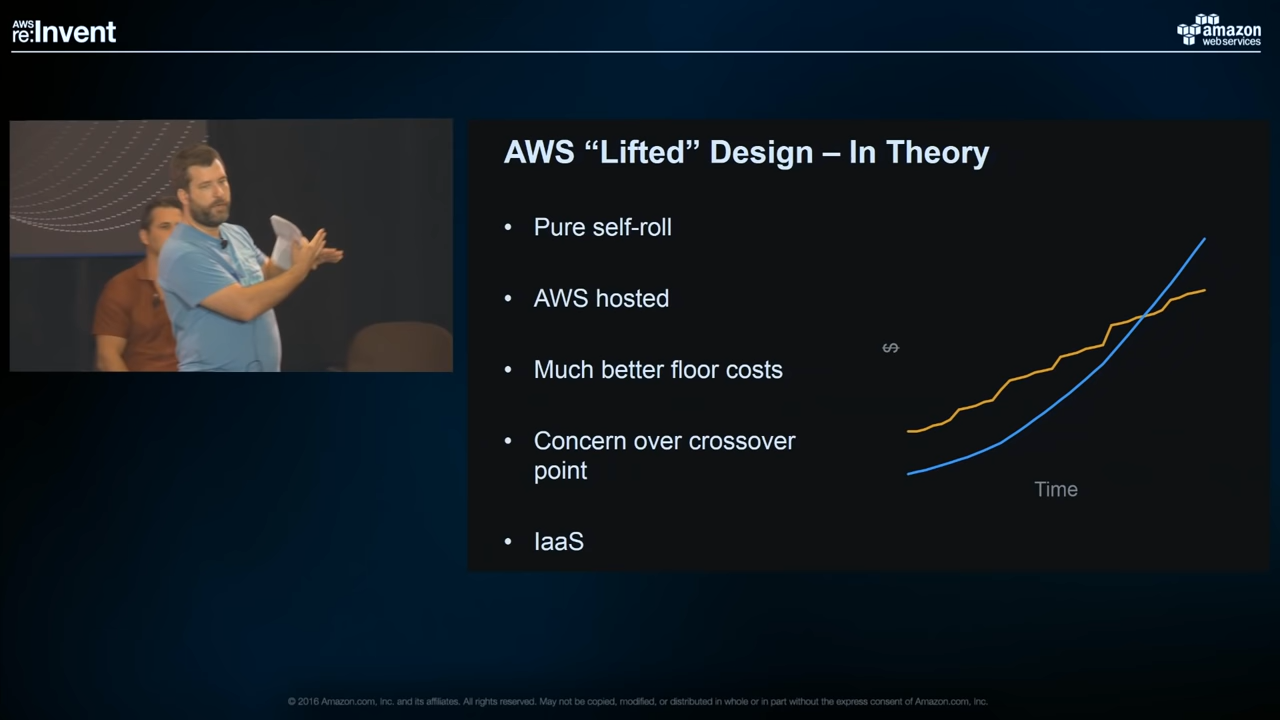 AWS
re:Invent
amazon
webservices
AWS “Lifted” Design – In Theory
• Pure self-roll
• AWS hosted
• Much better floor costs
• Concern over crossover
point
• IaaS
$
Time
© 2016 Amazon.com, Inc. and its affiliates. All rights reserved. May not be copied, modified, or distributed in whole or in part without the express consent of Amazon.com, Inc.